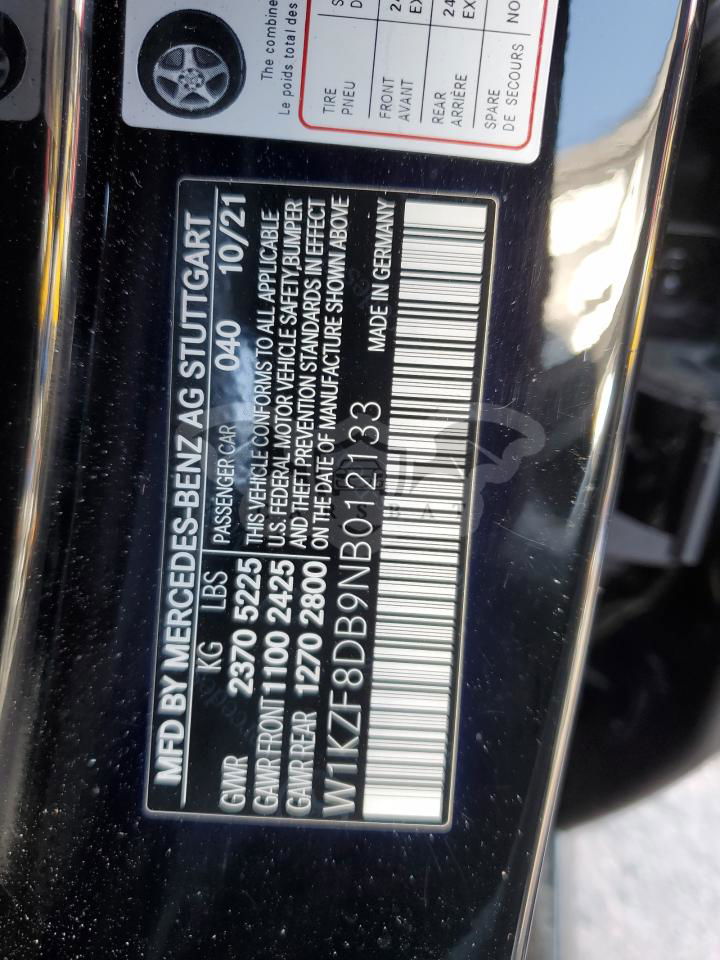 The combine
Le poids total des
TIRE
PNEU
FRONT
AVANT
REAR
ARRIÈRE
SPARE
DE SECOURS
NO
MFD BY MERCEDES-BENZ AG STUTTGART
KG LBS PASSENGER CAR 040 10/21
GVWR 2370 5225 THIS VEHICLE CONFORMS TO ALL APPLICABLE
GAWR FRONT 1100 2425 U.S. FEDERAL MOTOR VEHICLE SAFETY,BUMPER
GAWR REAR 1270 2800 AND THEFT PREVENTION STANDARDS IN EFFECT
ON THE DATE OF MANUFACTURE SHOWN ABOVE
W1KZF8DB9NB012133 MADE IN GERMANY